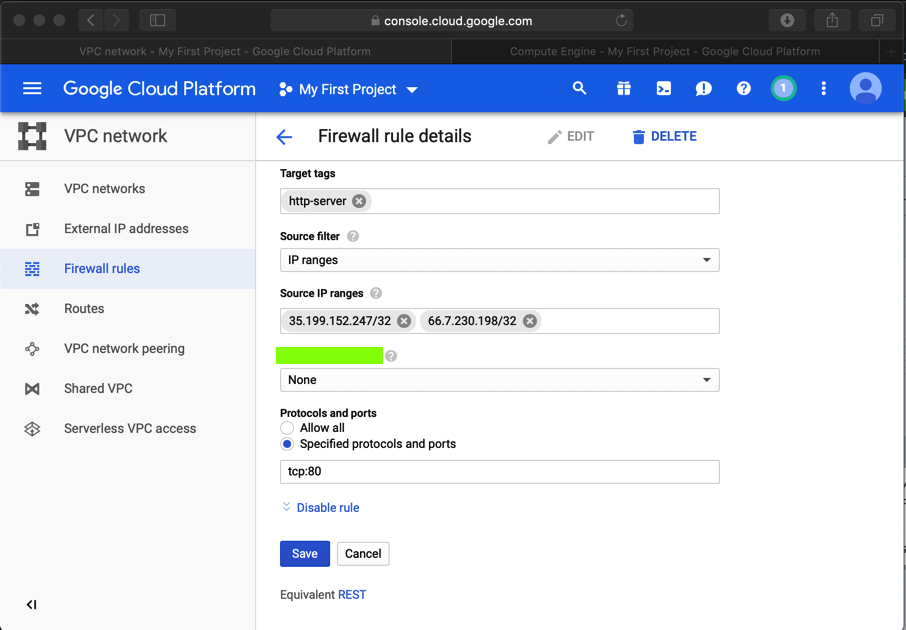 console.cloud.google.com
VPC network - My First Project - Google Cloud Platform
Compute Engine - My First Project - Google Cloud Platform
Google Cloud Platform
My First Project
1
VPC network
Firewall rule details
EDIT
DELETE
VPC networks
External IP addresses
Firewall rules
Routes
VPC network peering
Shared VPC
Serverless VPC access
Target tags
http-server
Source filter
IP ranges
Source IP ranges
35.199.152.247/32
66.7.230.198/32
None
Protocols and ports
Allow all
Specified protocols and ports
tcp:80
Disable rule
Save
Cancel
Equivalent REST